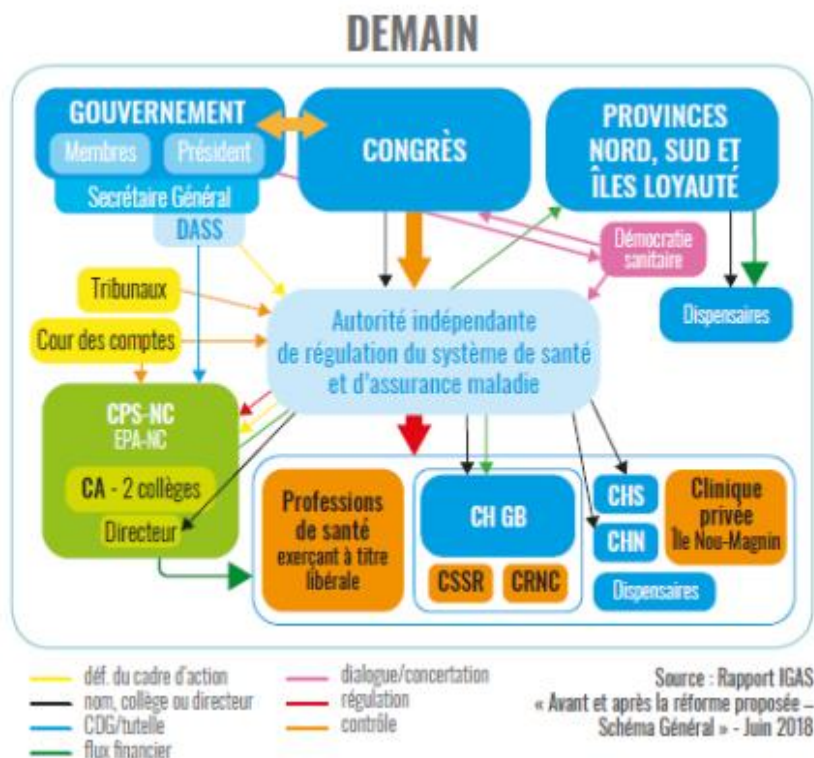 DEMAIN
GOUVERNEMENT
Membres
Président
Secrétaire Général
DASS
CONGRÈS
PROVINCES
NORD, SUD ET
ÎLES LOYAUTÉ
Démocratie
sanitaire
Tribunaux
Cour des comptes
Dispensaires
Autorité indépendante
de régulation du système de santé
et d'assurance maladie
CPS-NC
EPA-NC
CA - 2 collèges
Directeur
Professions
de santé
exerçant à titre
libérale
CH GB
CSSR
CRNC
CHS
CHN
Dispensaires
Clinique
privée
Île Nou-Magnin
déf. du cadre d'action
nom, collège ou directeur
CDG/tutelle
flux financier
dialogue/concertation
régulation
contrôle
Source : Rapport IGAS
« Avant et après la réforme proposée –
Schéma Général » - Juin 2018